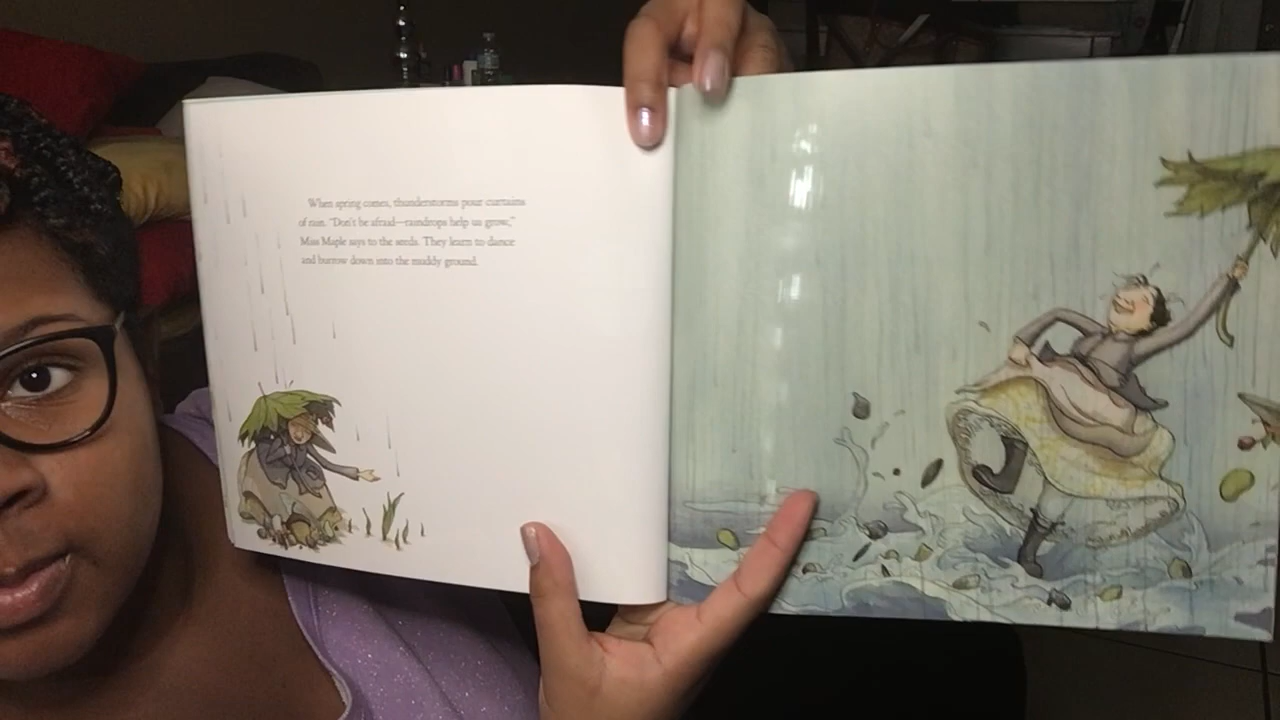 When spring comes, thunderstorms pour curtains
of rain. "Don't be afraid—raindrops help us grow,"
Miss Maple says to the seeds. They learn to dance
and burrow down into the muddy ground.